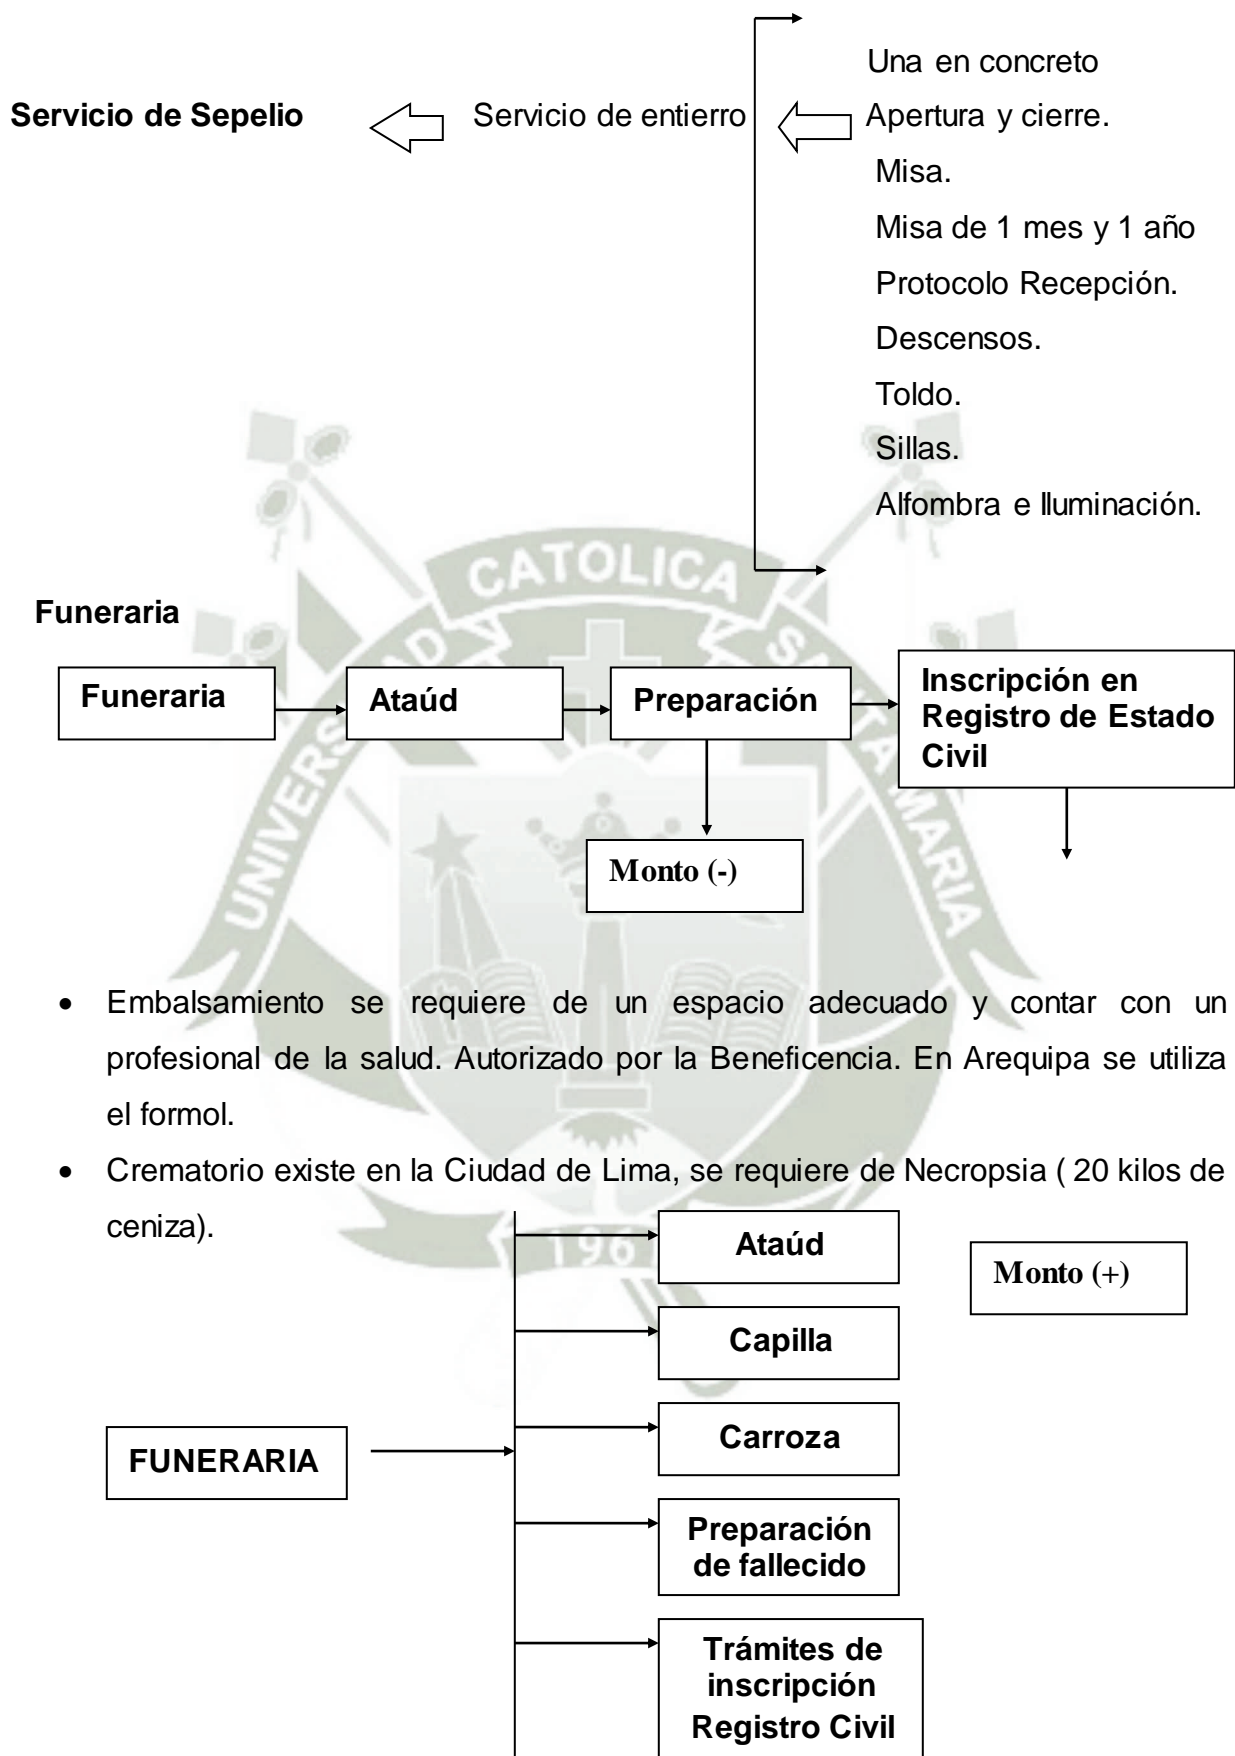 Una en concreto
Servicio de Sepelio Servicio de entierro Apertura y cierre.
Misa.
Misa de 1 mes y 1 año
Protocolo Recepción.
Descensos.
Toldo.
Sillas.
Alfombra e Iluminación.
UNIVERSIDAD CATOLICA SANTA MARIA
Funeraria
Funeraria
Ataúd
Preparación
Inscripción en
Registro de Estado
Civil
Monto (-)
• Embalsamiento se requiere de un espacio adecuado y contar con un
profesional de la salud. Autorizado por la Beneficencia. En Arequipa se utiliza
el formol.
• Crematorio existe en la Ciudad de Lima, se requiere de Necropsia ( 20 kilos de
ceniza).
Ataúd
Monto (+)
Capilla
Carroza
FUNERARIA
Preparación
de fallecido
Trámites de
inscripción
Registro Civil